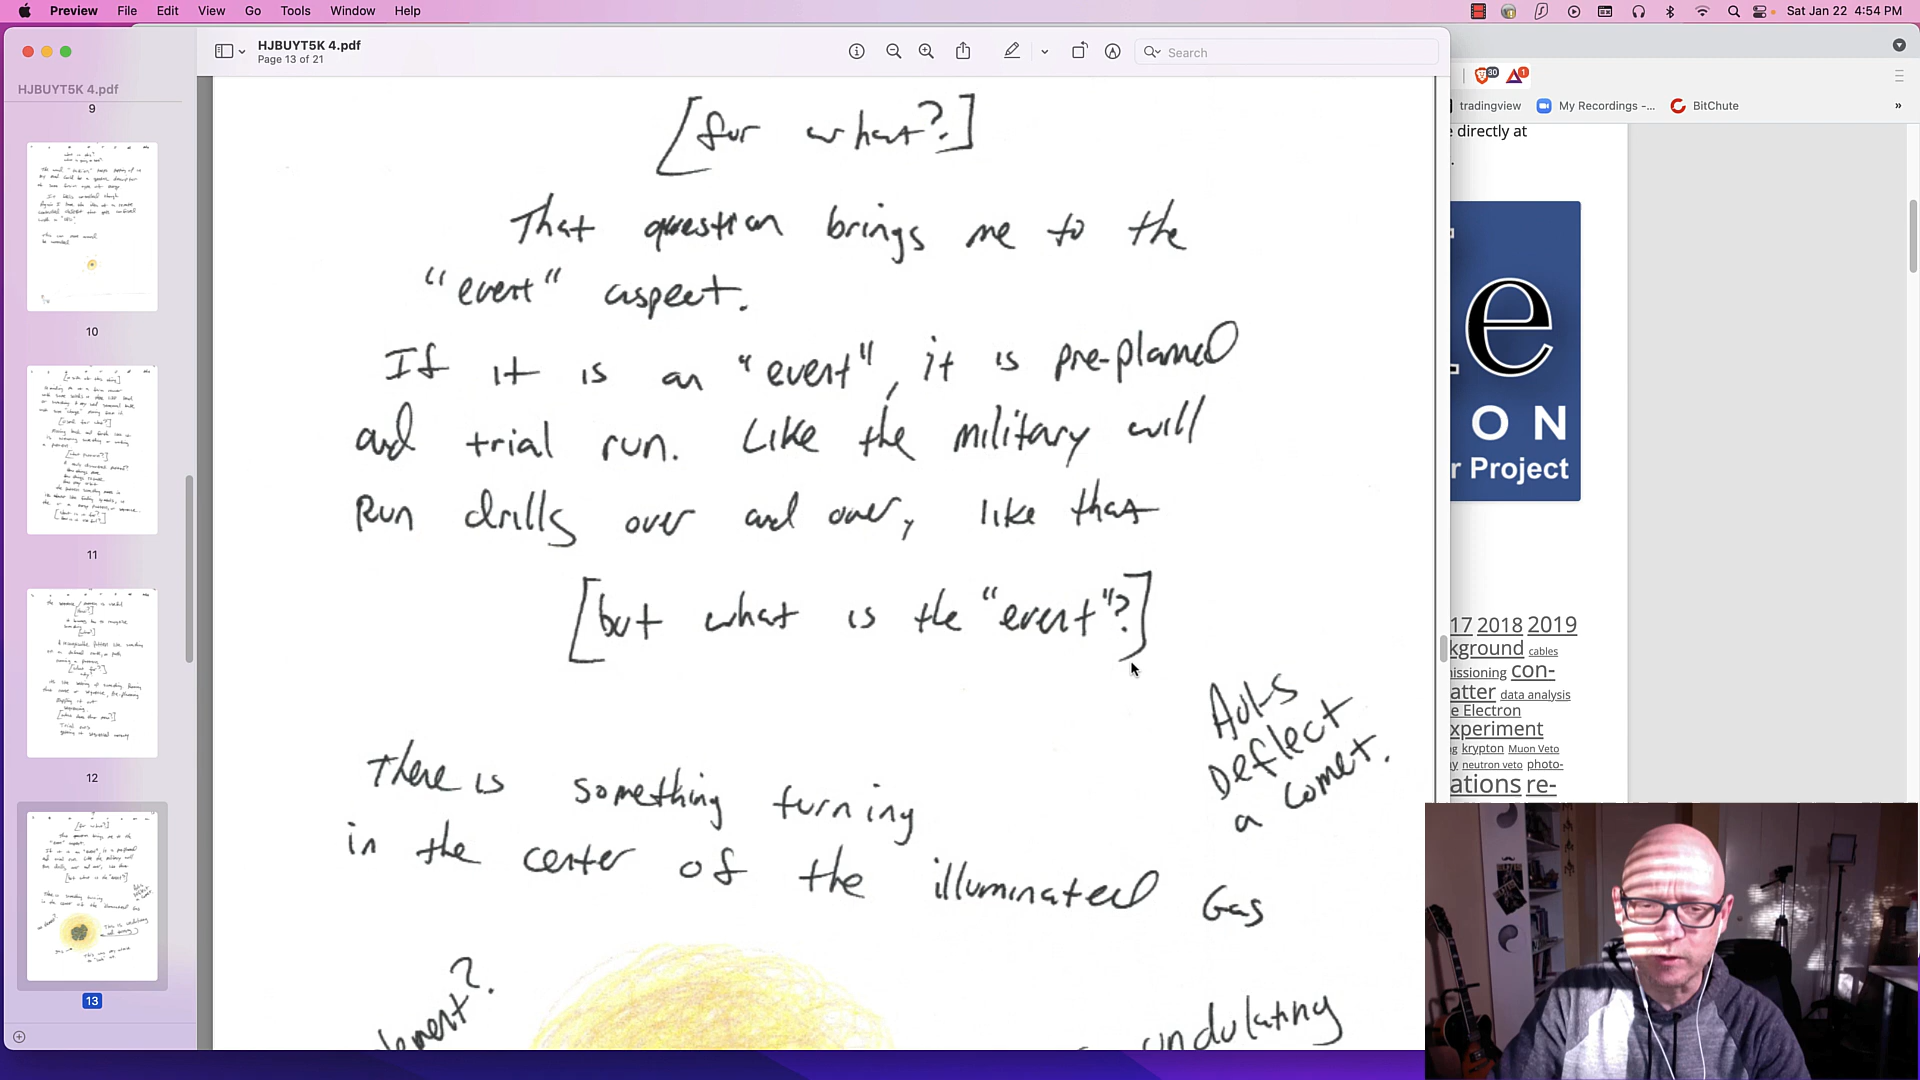 Preview File Edit View Go Tools Window Help
Sat Jan 22 4:54 PM
HJBUYT5K 4.pdf
Page 13 of 21
Search
HJBUYT5K 4.pdf
9
10
11
12
13
[for what?]
That question brings me to the
"event" aspect.
If it is an "event", it is pre-planned
and trial run. Like the military will
Run drills over and over, like that
[but what is the "event"?]
Deflect
a comet.
There is something turning
in the center of the illuminated Gas
undulating
30
1
tradingview
My Recordings -...
BitChute
»
e directly at
.
e
ON
r Project
17 2018 2019
kground cables
issioning con-
atter data analysis
e Electron
xperiment
g krypton Muon Veto
y neutron veto photo-
ations re-